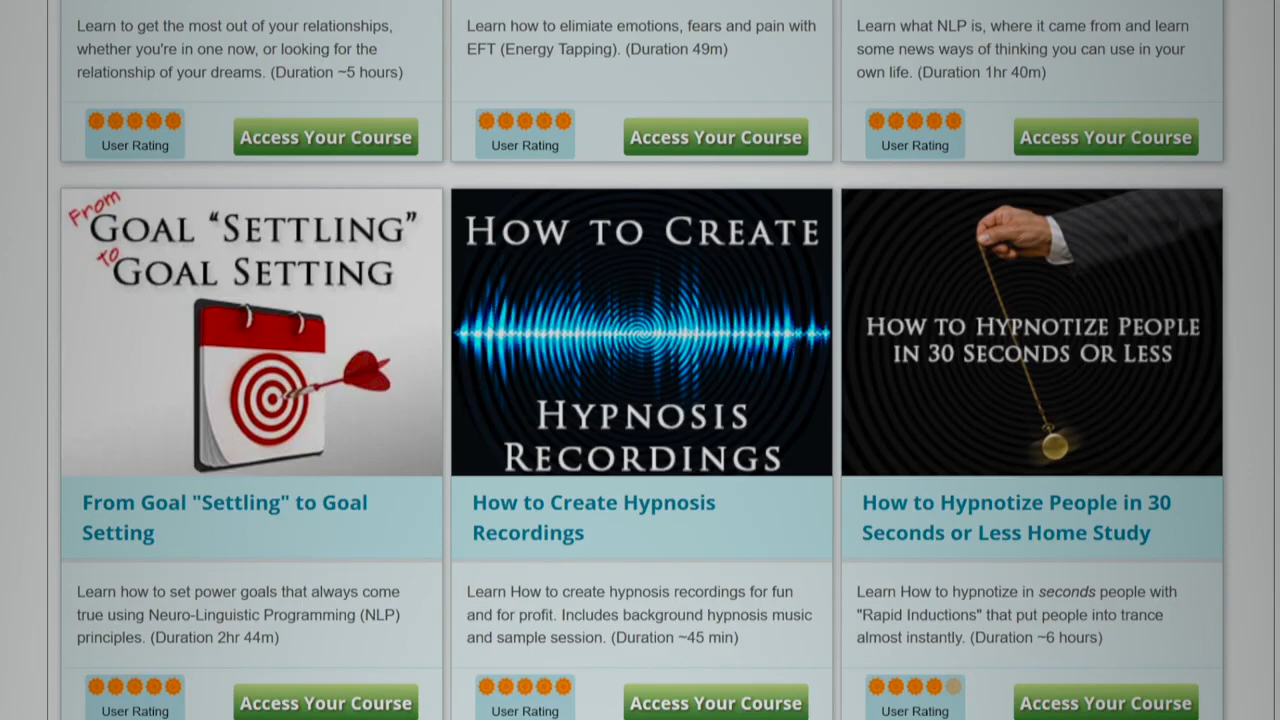 Learn to get the most out of your relationships,
whether you're in one now, or looking for the
relationship of your dreams. (Duration ~5 hours)
User Rating
Access Your Course
Learn how to elimiate emotions, fears and pain with
EFT (Energy Tapping). (Duration 49m)
User Rating
Access Your Course
Learn what NLP is, where it came from and learn
some news ways of thinking you can use in your
own life. (Duration 1hr 40m)
User Rating
Access Your Course
From
Goal “Settling”
to
Goal Setting
From Goal "Settling" to Goal
Setting
Learn how to set power goals that always come
true using Neuro-Linguistic Programming (NLP)
principles. (Duration 2hr 44m)
User Rating
Access Your Course
How to Create
Hypnosis
Recordings
How to Create Hypnosis
Recordings
Learn How to create hypnosis recordings for fun
and for profit. Includes background hypnosis music
and sample session. (Duration ~45 min)
User Rating
Access Your Course
How to Hypnotize People
in 30 Seconds Or Less
How to Hypnotize People in 30
Seconds or Less Home Study
Learn How to hypnotize in seconds people with
"Rapid Inductions" that put people into trance
almost instantly. (Duration ~6 hours)
User Rating
Access Your Course